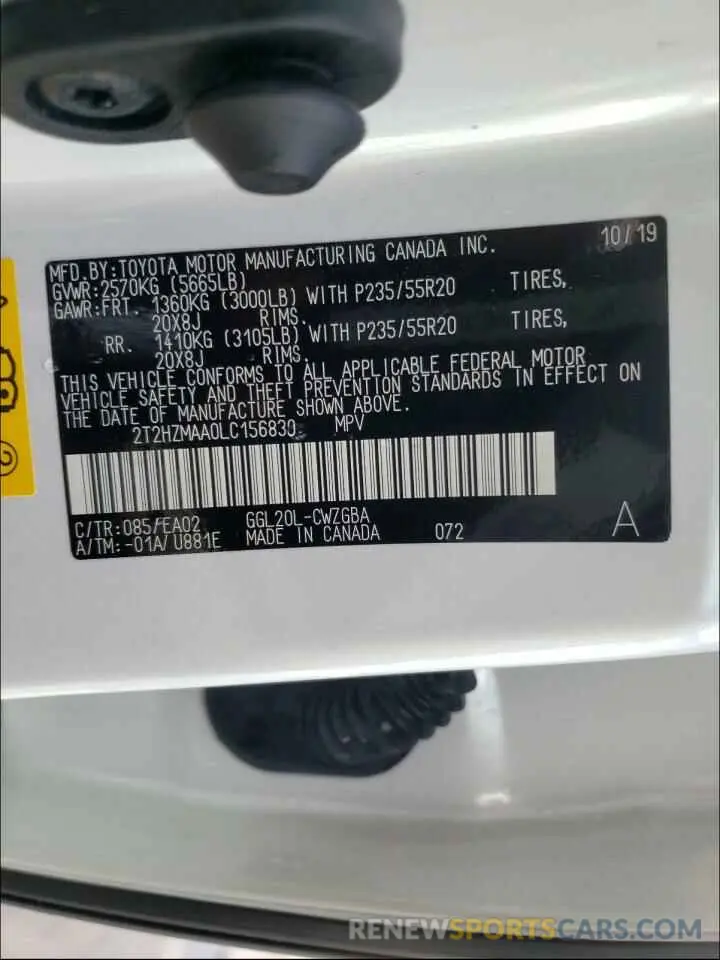 10/19
MFD.BY:TOYOTA MOTOR MANUFACTURING CANADA INC.
GVWR:2570KG (5665LB)
GAWR:FRT. 1360KG (3000LB) WITH P235/55R20 TIRES,
20X8J RIMS.
RR. 1410KG (3105LB) WITH P235/55R20 TIRES,
20X8J RIMS.
THIS VEHICLE CONFORMS TO ALL APPLICABLE FEDERAL MOTOR
VEHICLE SAFETY AND THEFT PREVENTION STANDARDS IN EFFECT ON
THE DATE OF MANUFACTURE SHOWN ABOVE.
2T2HZMAA0LC156830 MPV
C/TR:085/EA02 GGL20L-CWZGBA
A/TM:-01A/U881E MADE IN CANADA 072 A
RENEWSPORTSCARS.COM